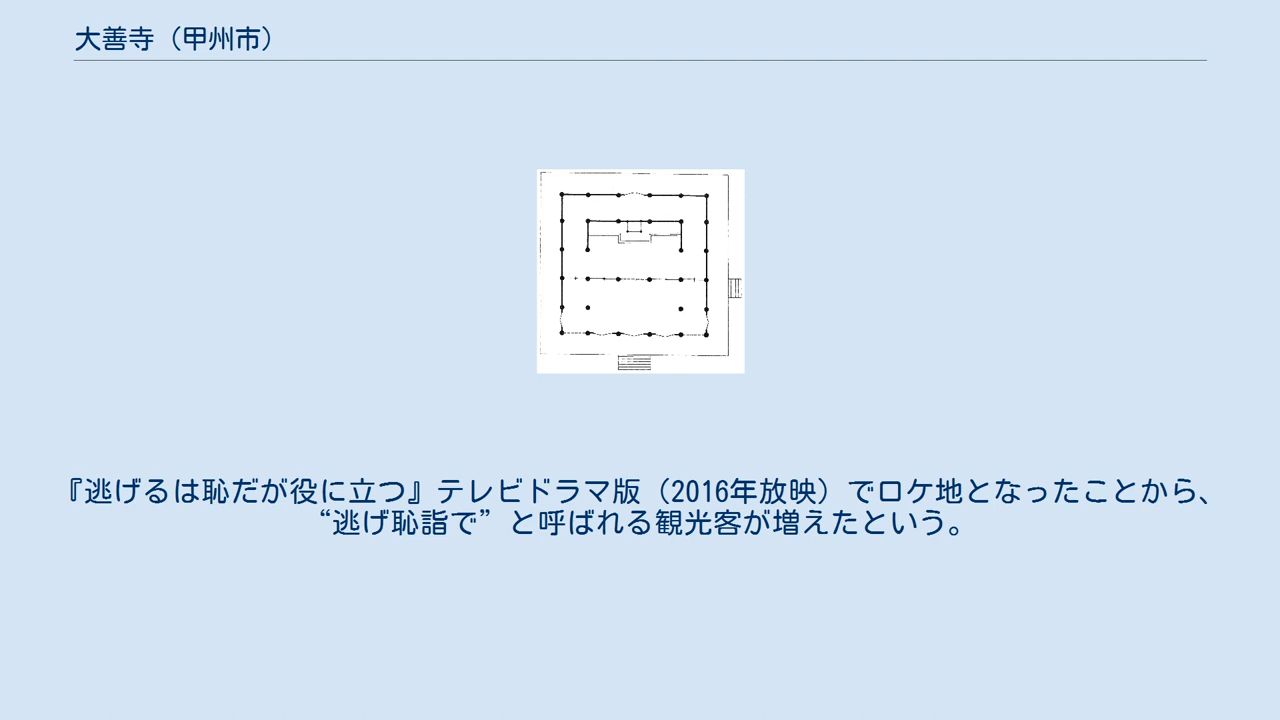 大善寺（甲州市）
『逃げるは恥だが役に立つ』テレビドラマ版（2016年放映）でロケ地となったことから、
“逃げ恥詣で”と呼ばれる観光客が増えたという。